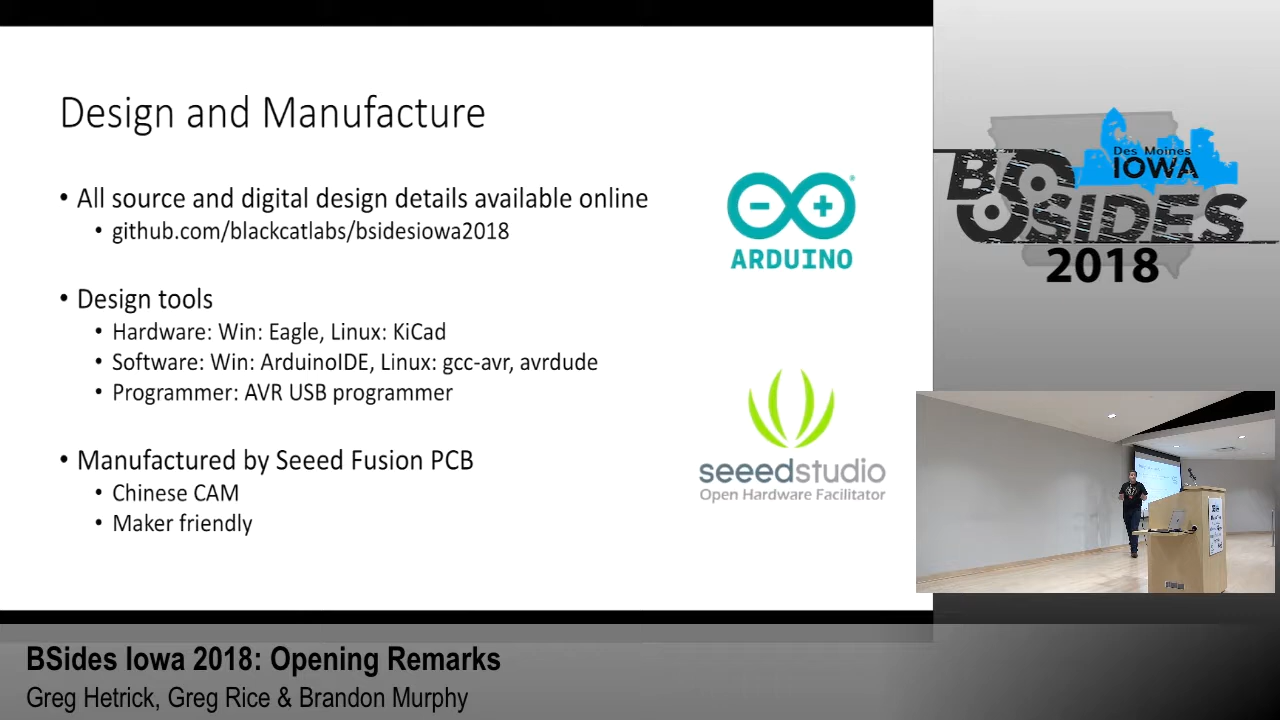 Design and Manufacture
• All source and digital design details available online
• github.com/blackcatlabs/bsidesiowa2018
• Design tools
• Hardware: Win: Eagle, Linux: KiCad
• Software: Win: ArduinoIDE, Linux: gcc-avr, avrdude
• Programmer: AVR USB programmer
• Manufactured by Seeed Fusion PCB
• Chinese CAM
• Maker friendly
ARDUINO
seeedstudio
Open Hardware Facilitator
Des Moines
IOWA
BSIDES
2018
BSides Iowa 2018: Opening Remarks
Greg Hetrick, Greg Rice & Brandon Murphy